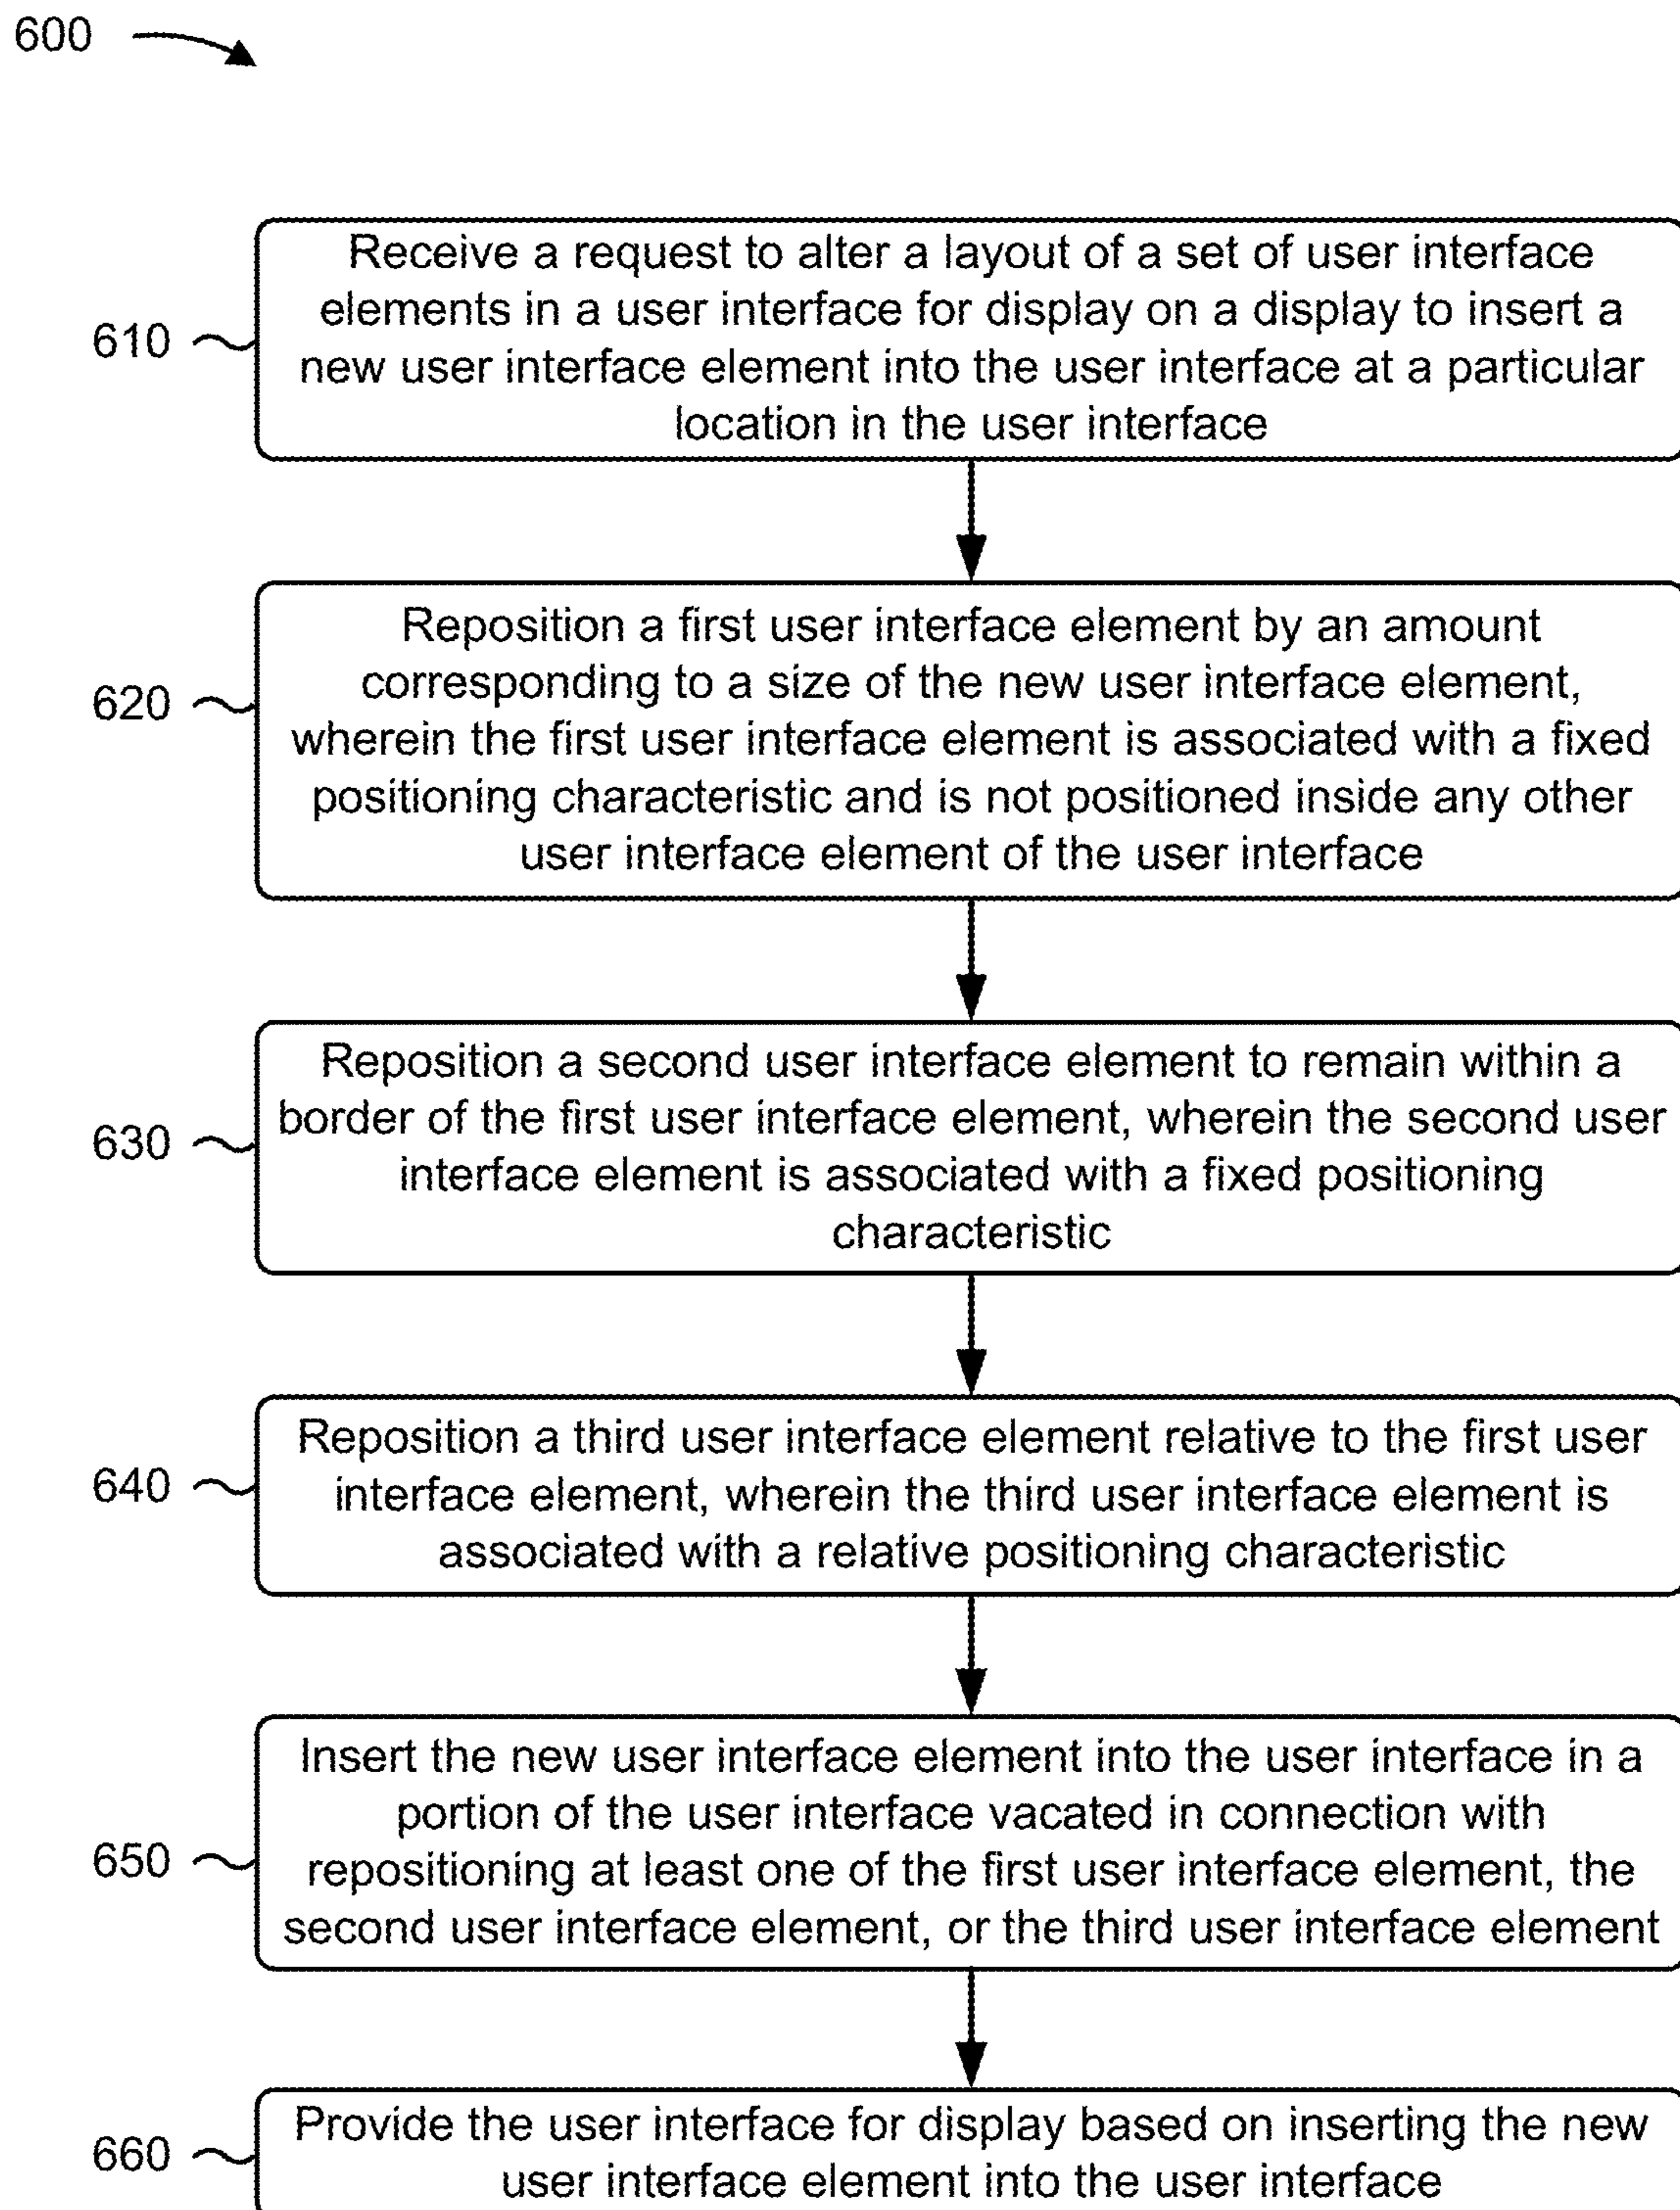 600
Receive a request to alter a layout of a set of user interface
elements in a user interface for display on a display to insert a
new user interface element into the user interface at a particular
location in the user interface
610
Reposition a first user interface element by an amount
corresponding to a size of the new user interface element,
wherein the first user interface element is associated with a fixed
positioning characteristic and is not positioned inside any other
user interface element of the user interface
620
Reposition a second user interface element to remain within a
border of the first user interface element, wherein the second user
interface element is associated with a fixed positioning
characteristic
630
Reposition a third user interface element relative to the first user
interface element, wherein the third user interface element is
associated with a relative positioning characteristic
640
Insert the new user interface element into the user interface in a
portion of the user interface vacated in connection with
repositioning at least one of the first user interface element, the
second user interface element, or the third user interface element
650
Provide the user interface for display based on inserting the new
user interface element into the user interface
660